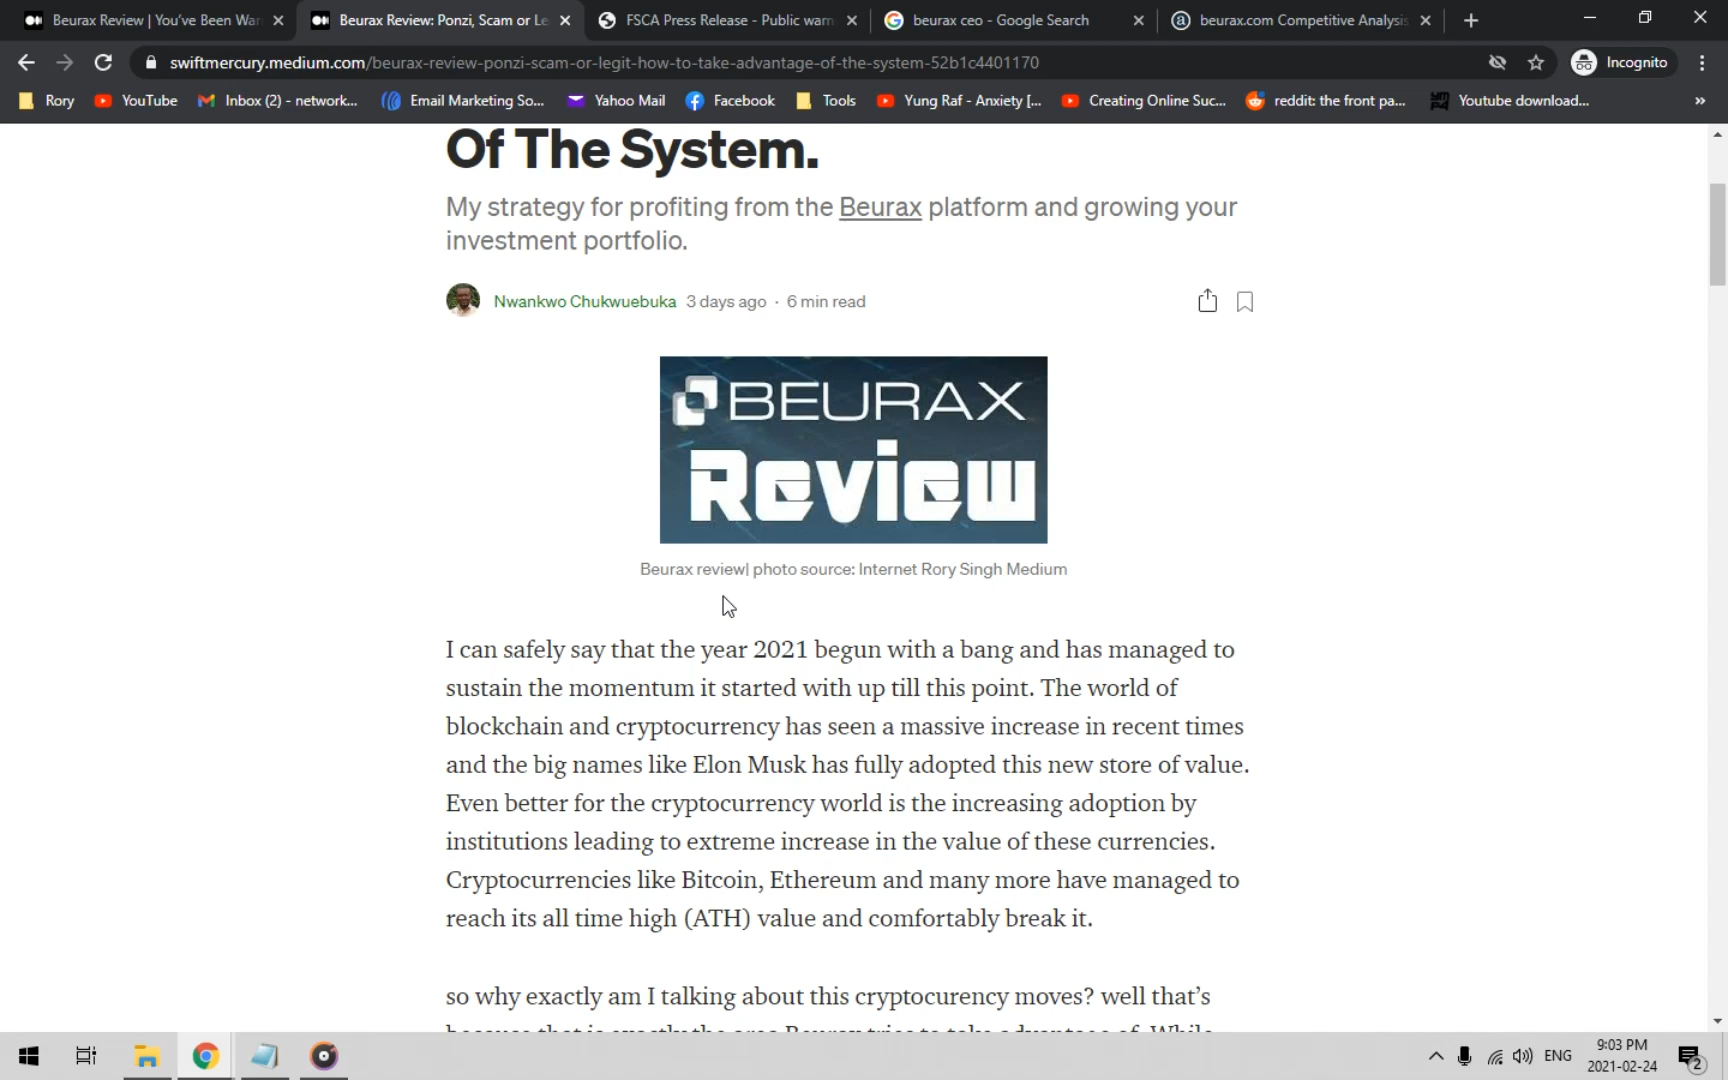 Beurax Review | You've Been War
Beurax Review: Ponzi, Scam or Le
FSCA Press Release - Public warn
beurax ceo - Google Search
beurax.com Competitive Analysis
swiftmercury.medium.com/beurax-review-ponzi-scam-or-legit-how-to-take-advantage-of-the-system-52b1c4401170
Incognito
Rory
YouTube
Inbox (2) - network...
Email Marketing So...
Yahoo Mail
Facebook
Tools
Yung Raf - Anxiety [...
Creating Online Suc...
reddit: the front pa...
Youtube download...
»
Of The System.
My strategy for profiting from the Beurax platform and growing your
investment portfolio.
Nwankwo Chukwuebuka 3 days ago · 6 min read
BEURAX
Review
Beurax review| photo source: Internet Rory Singh Medium
I can safely say that the year 2021 begun with a bang and has managed to
sustain the momentum it started with up till this point. The world of
blockchain and cryptocurrency has seen a massive increase in recent times
and the big names like Elon Musk has fully adopted this new store of value.
Even better for the cryptocurrency world is the increasing adoption by
institutions leading to extreme increase in the value of these currencies.
Cryptocurrencies like Bitcoin, Ethereum and many more have managed to
reach its all time high (ATH) value and comfortably break it.
so why exactly am I talking about this cryptocurency moves? well that's
ENG
9:03 PM
2021-02-24
2